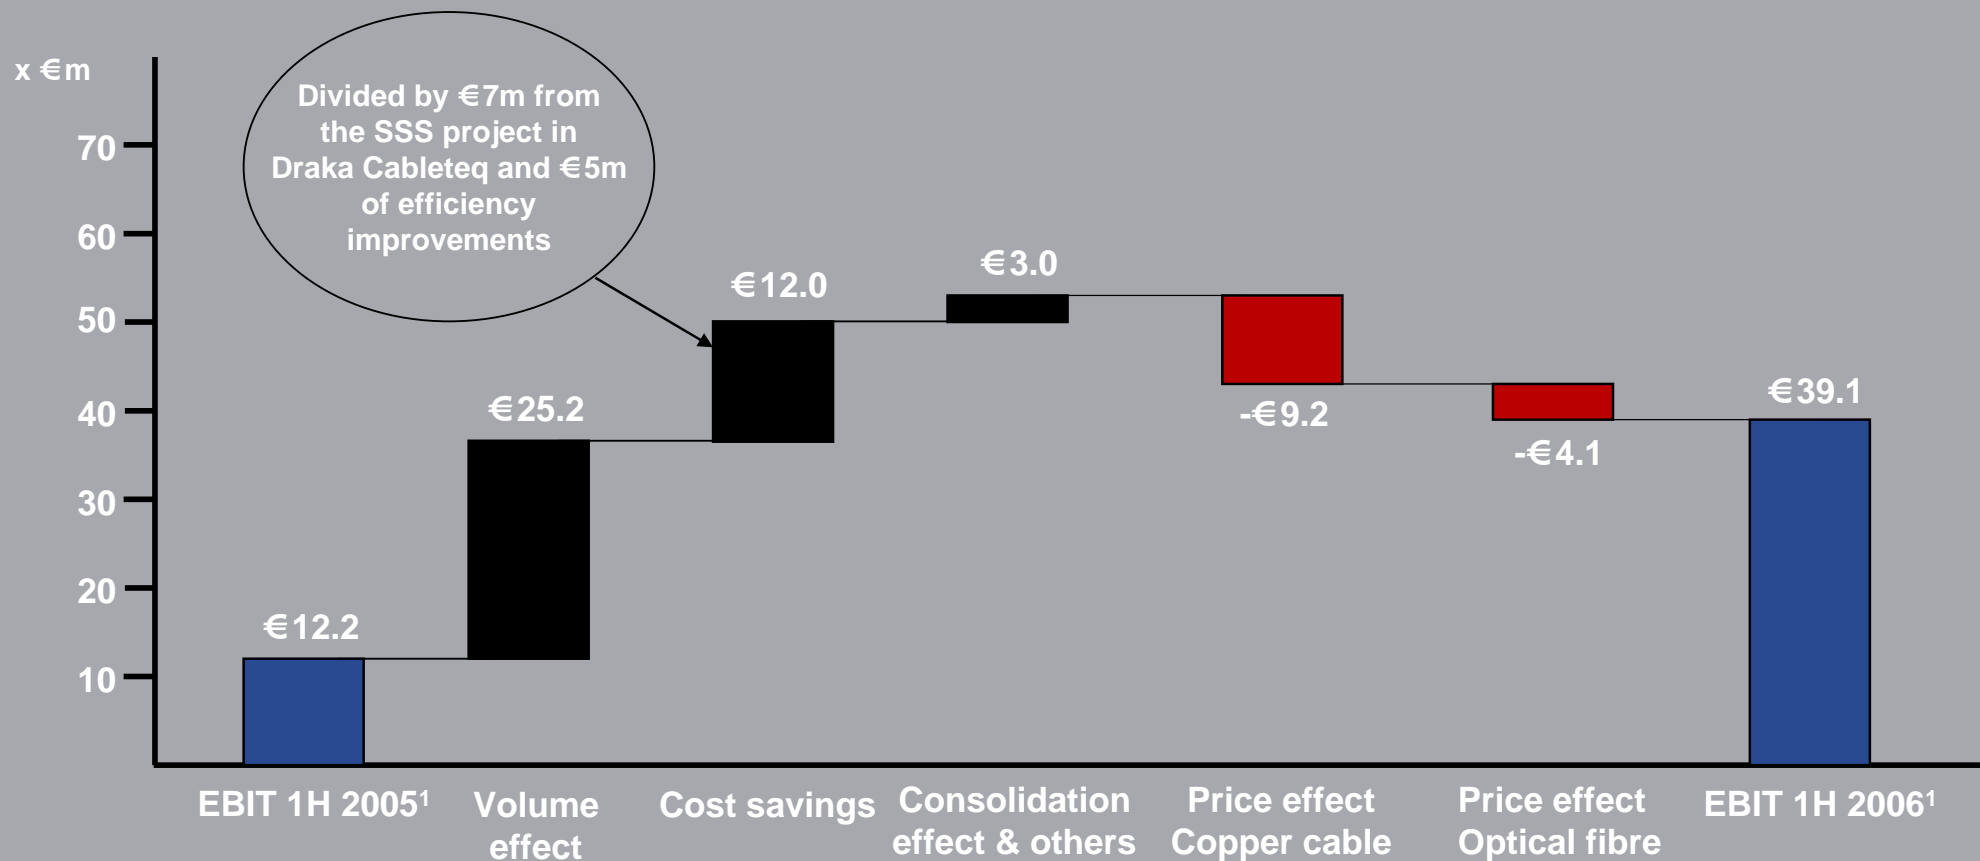 x €m
Divided by €7m from
the SSS project in
Draka Cableteq and €5m
of efficiency
improvements
70
60
50
40
30
20
10
€12.2
€25.2
€12.0
€3.0
-€9.2
-€4.1
€39.1
EBIT 1H 2005¹
Volume
effect
Cost savings
Consolidation
effect & others
Price effect
Copper cable
Price effect
Optical fibre
EBIT 1H 2006¹